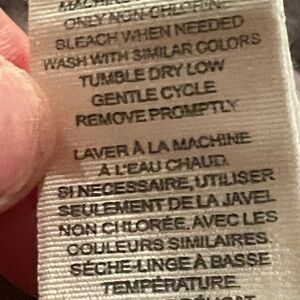 MACHINE
ONLY NON-CHLORINE
BLEACH WHEN NEEDED
WASH WITH SIMILAR COLORS
TUMBLE DRY LOW
GENTLE CYCLE
REMOVE PROMPTLY
LAVER À LA MACHINE
À L'EAU CHAUD.
SI NECESSAIRE, UTILISER
SEULEMENT DE LA JAVEL
NON CHLORÉE. AVEC LES
COULEURS SIMILAIRES.
SÉCHE-LINGE À BASSE
TEMPÉRATURE.